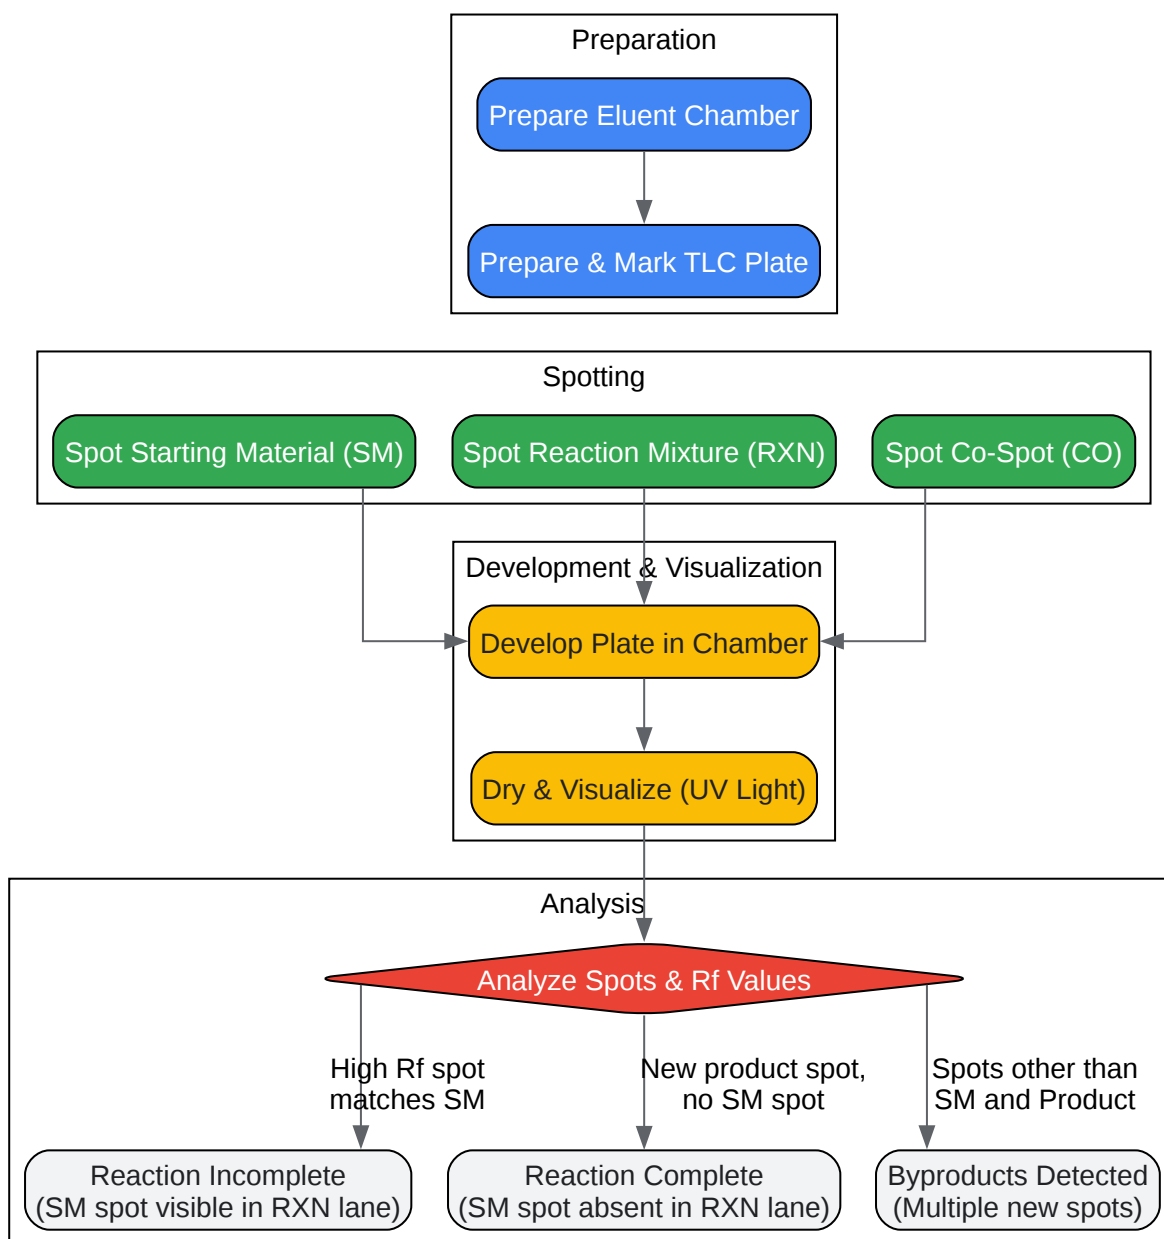 Preparation
Prepare Eluent Chamber
Prepare & Mark TLC Plate
Spotting
Spot Starting Material (SM)
Spot Reaction Mixture (RXN)
Spot Co-Spot (CO)
Development & Visualization
Develop Plate in Chamber
Dry & Visualize (UV Light)
Analysis
Analyze Spots & Rf Values
High Rf spot
matches SM
New product spot,
no SM spot
Spots other than
SM and Product
Reaction Incomplete
(SM spot visible in RXN lane)
Reaction Complete
(SM spot absent in RXN lane)
Byproducts Detected
(Multiple new spots)